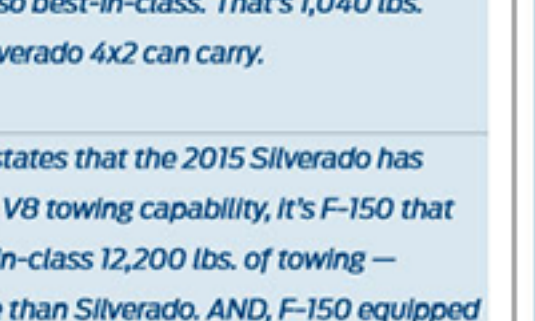 so best-in-class. That's 1,040 lbs.
verado 4x2 can carry.
states that the 2015 Silverado has
V8 towing capability, it's F-150 that
in-class 12,200 lbs. of towing —
than Silverado. AND, F-150 equipped